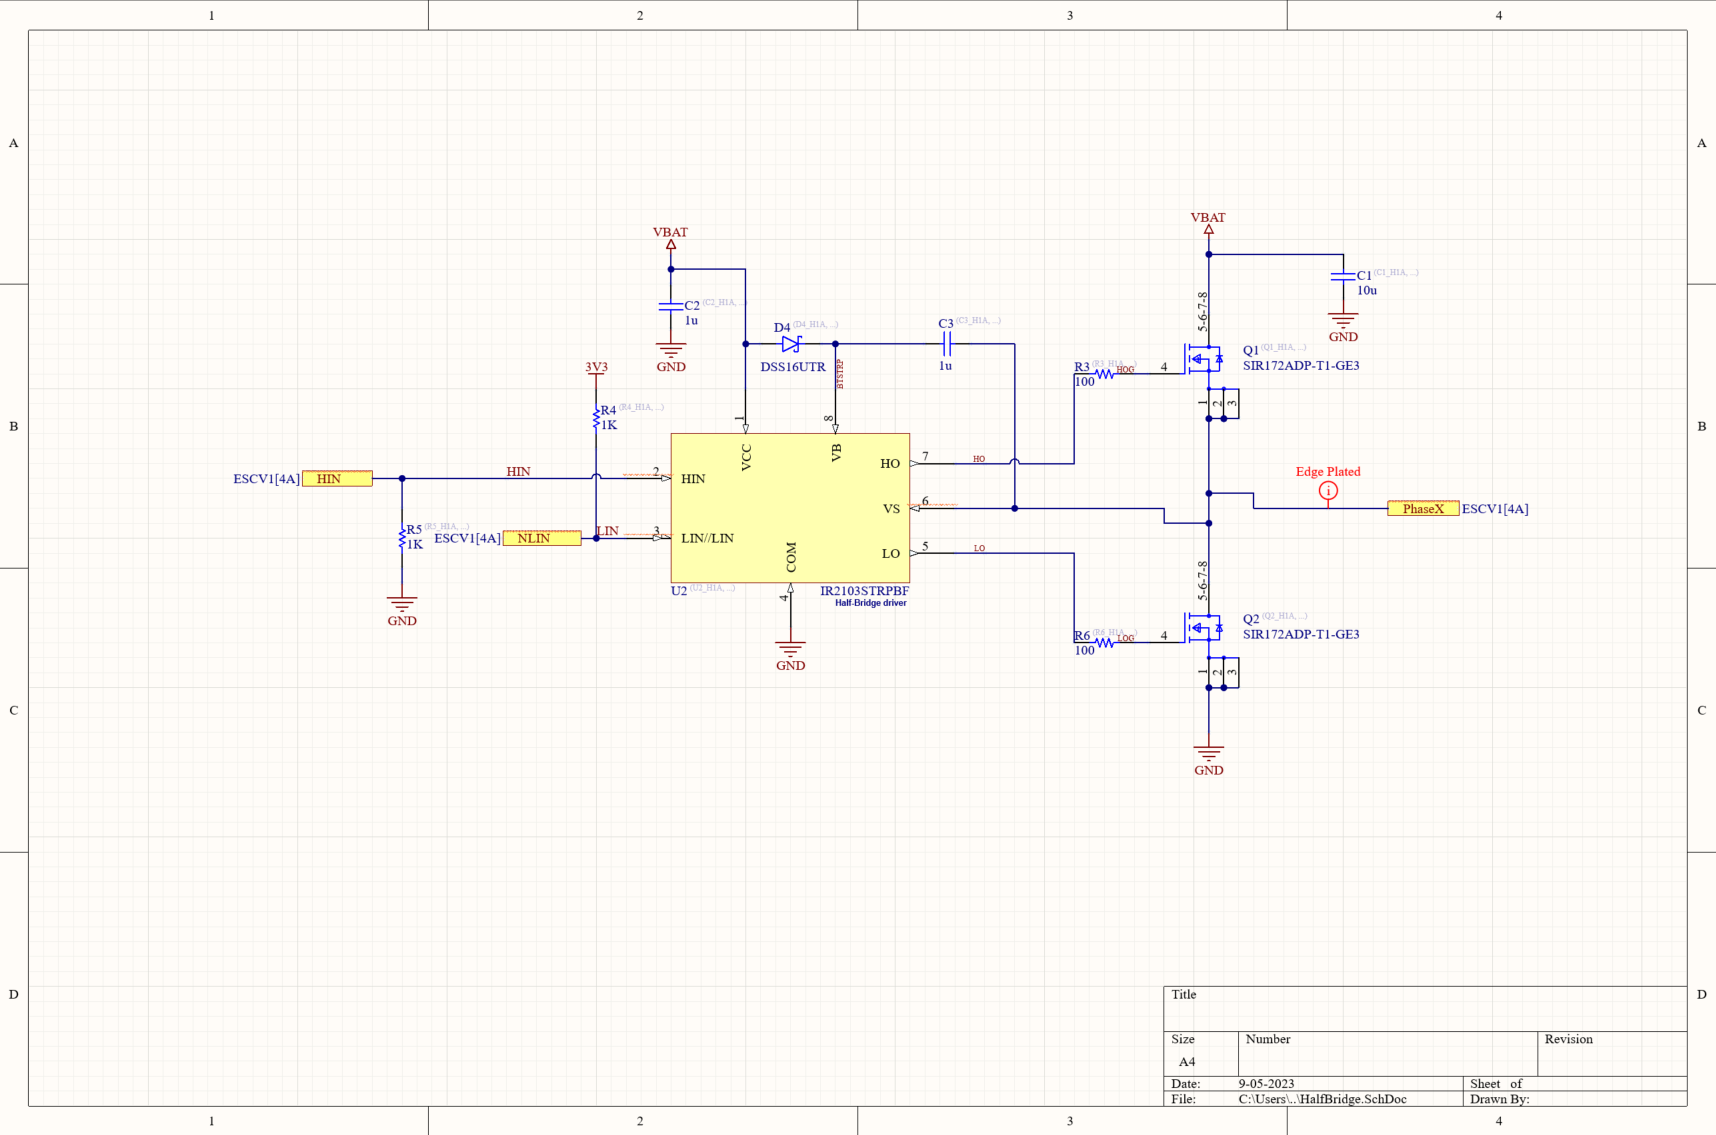 1 2 3 4
A A
VBAT
VBAT
C1 (C1_H1A, ...)
10u
C2 (C2_H1A, ...)
1u
5-6-7-8
D4 (D4_H1A, ...)
C3 (C3_H1A, ...)
GND
GND
DSS16UTR
1u
3V3
BTSTRP
R3 (R3_H1A, ...) HOG
100
4
Q1 (Q1_H1A, ...)
SIR172ADP-T1-GE3
R4 (R4_H1A, ...)
1K
1
8
1 2 3
B B
VCC
VB
HO 7 HO
ESCV1[4A] HIN
HIN
2
HIN
Edge Plated
i
VS 6
PhaseX ESCV1[4A]
R5 (R5_H1A, ...)
1K
ESCV1[4A] NLIN
LIN
3
LIN//LIN
COM
LO 5 LO
5-6-7-8
U2 (U2_H1A, ...)
IR2103STRPBF
Half-Bridge driver
4
GND
GND
R6 (R6_H1A, ...) LOG
100
4
Q2 (Q2_H1A, ...)
SIR172ADP-T1-GE3
1 2 3
C C
GND
D D
Title
Size Number Revision
A4
Date: 9-05-2023 Sheet of
File: C:\Users\..\HalfBridge.SchDoc Drawn By:
1 2 3 4